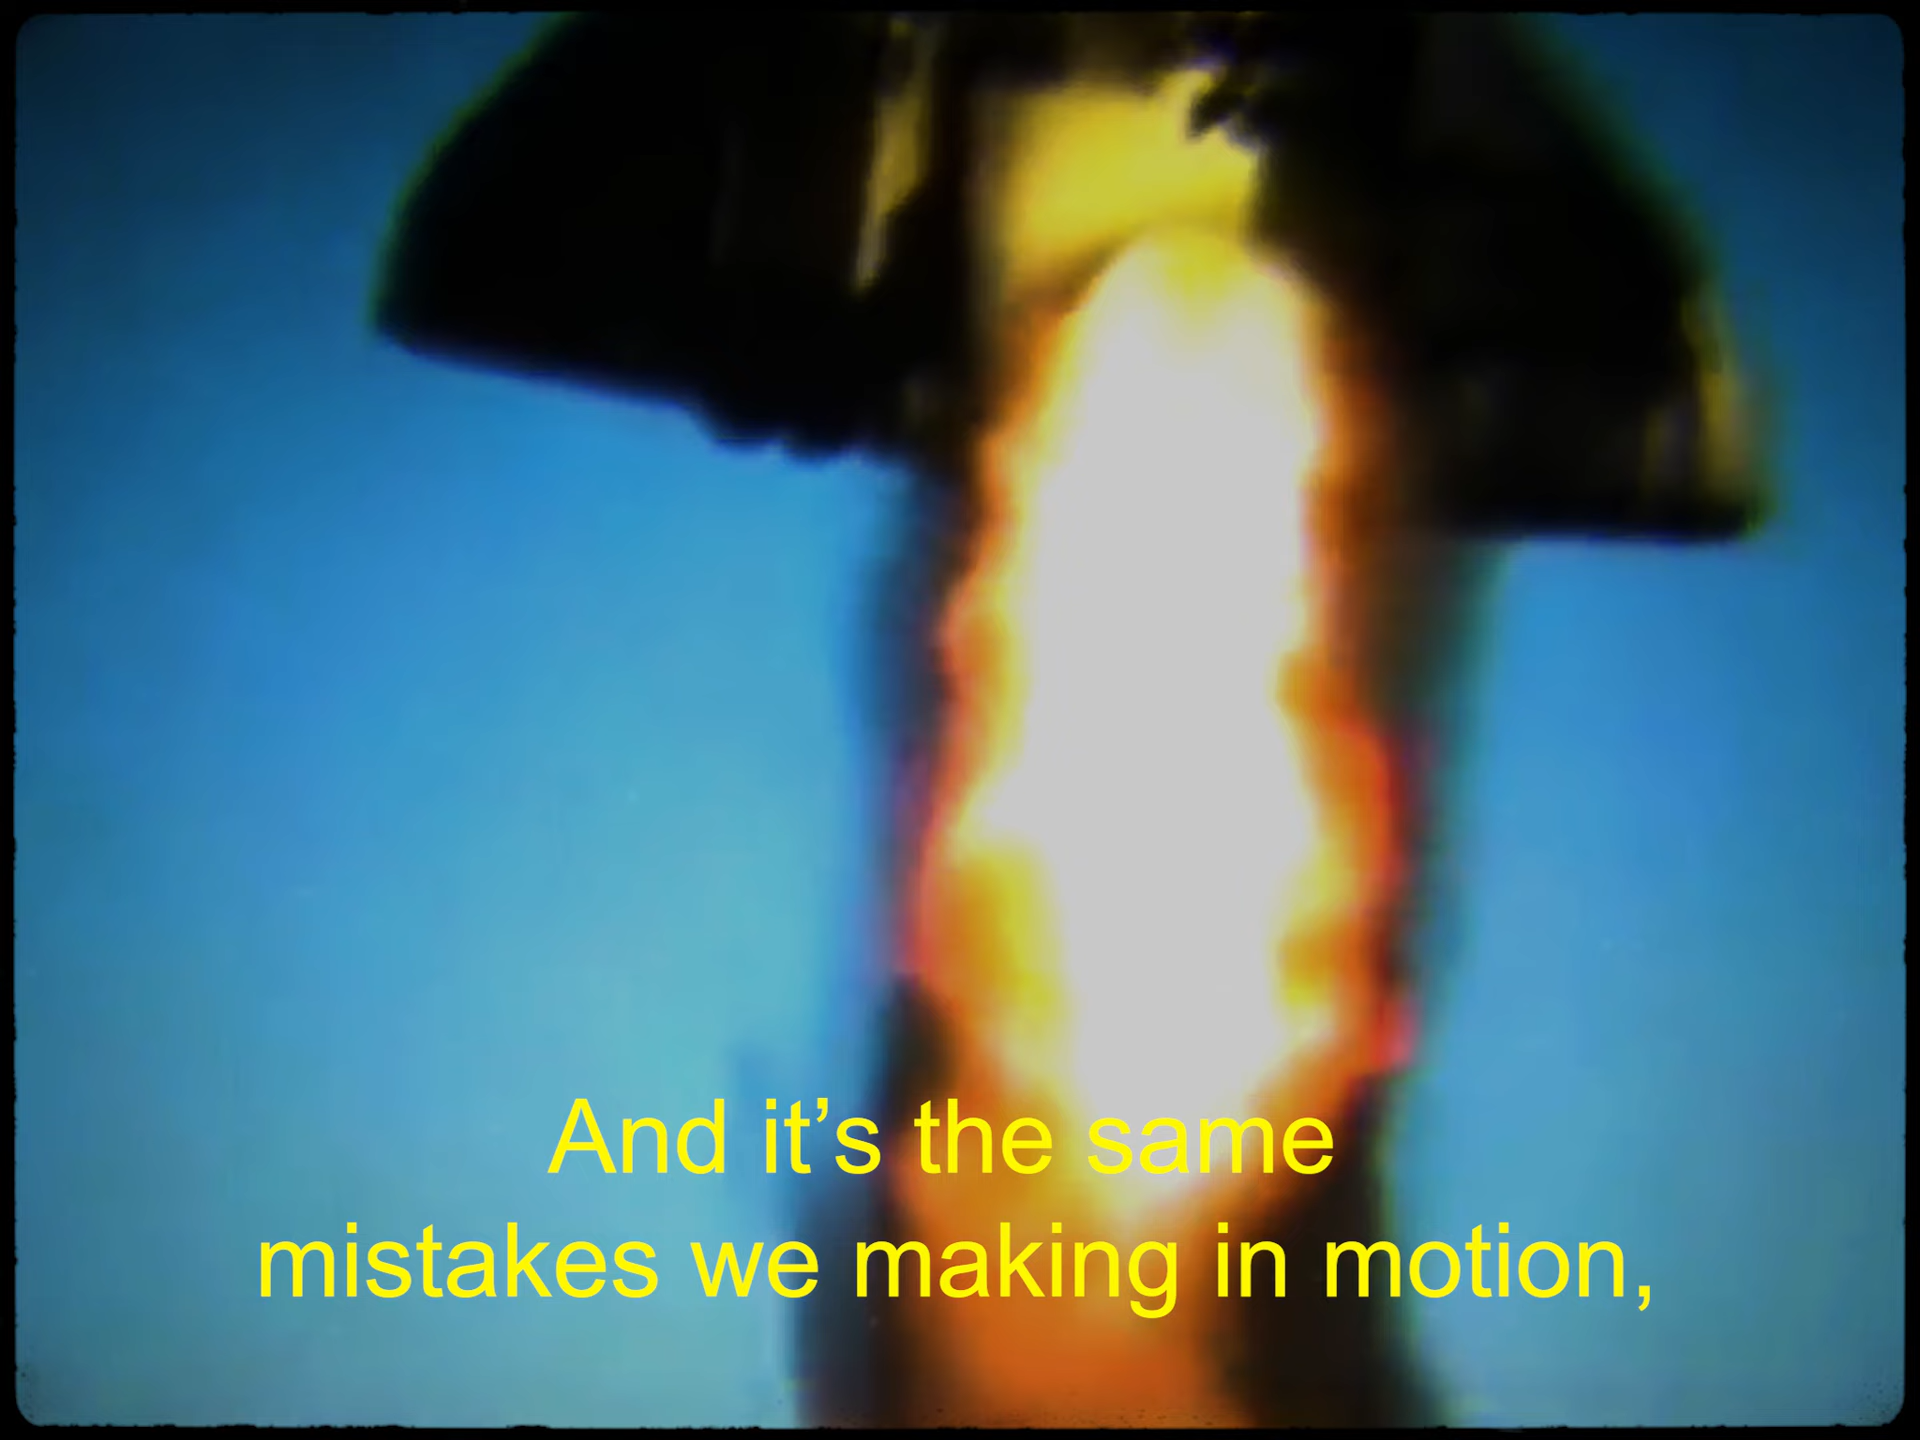 And it’s the same
mistakes we making in motion,